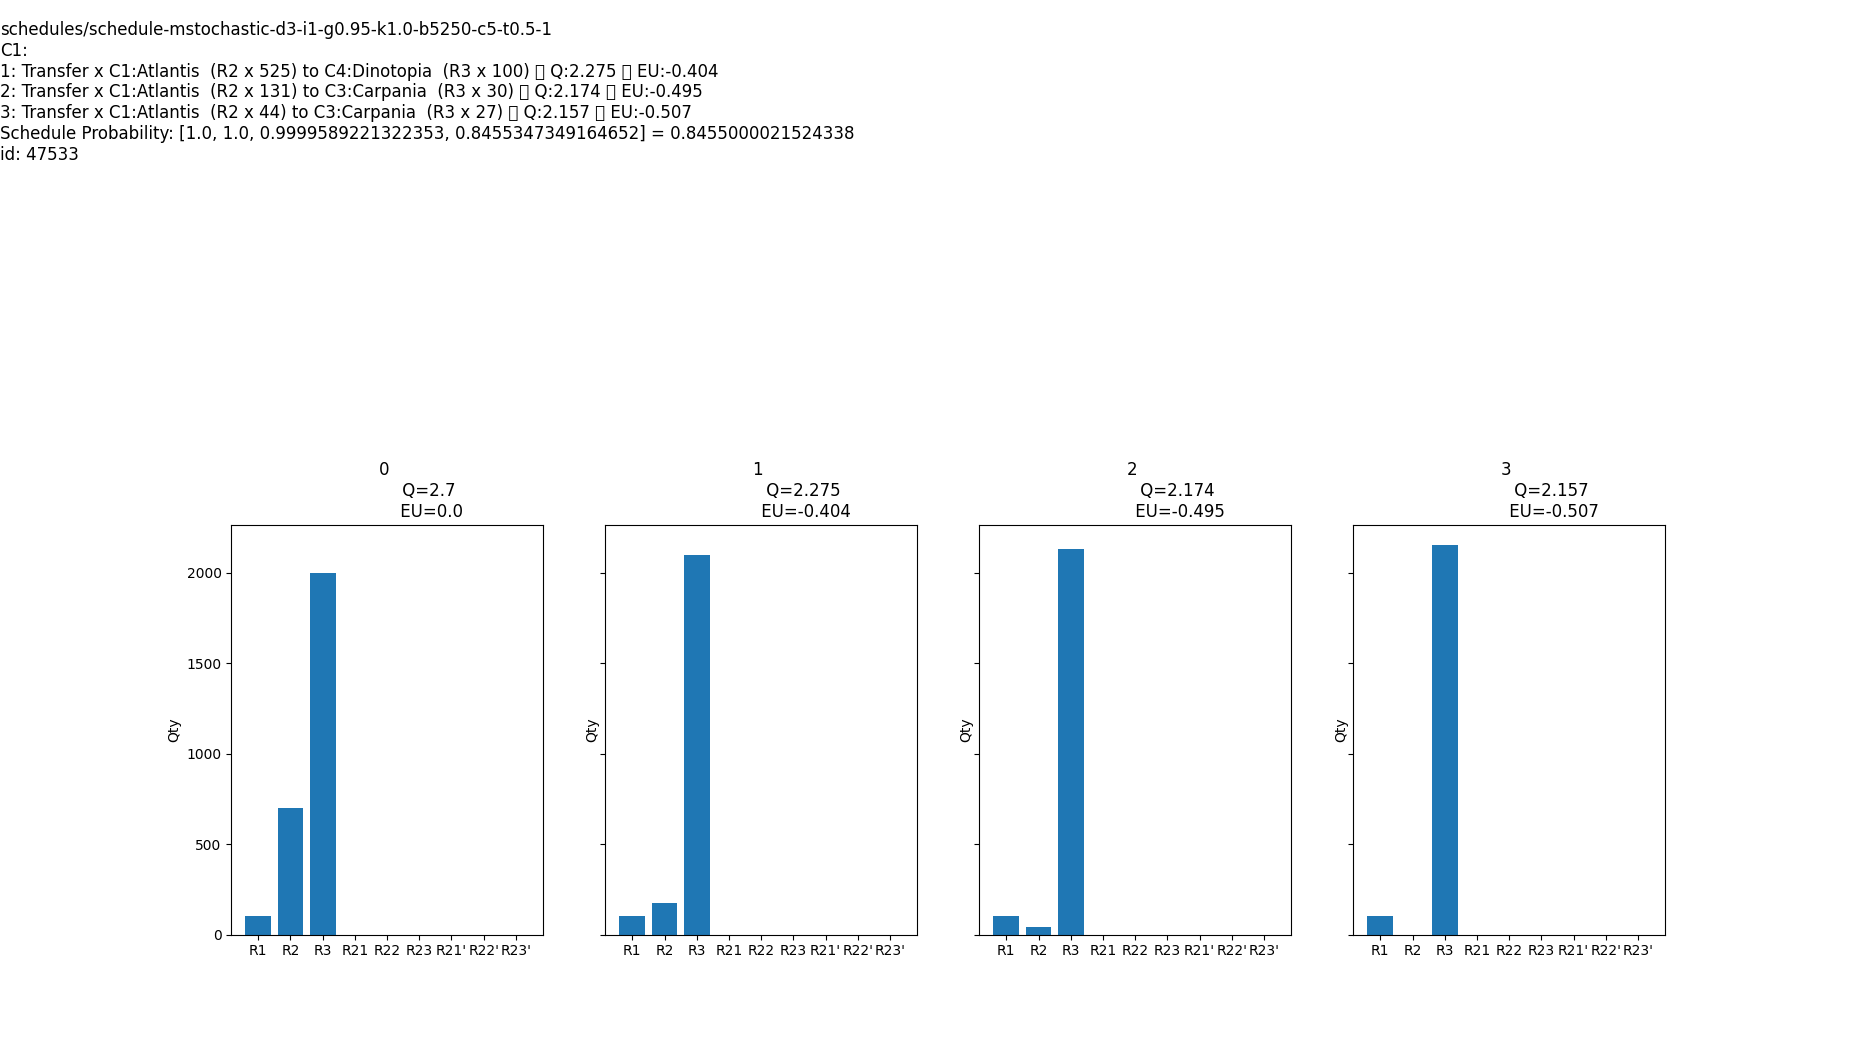 schedules/schedule-mstochastic-d3-i1-g0.95-k1.0-b5250-c5-t0.5-1
C1:
1: Transfer x C1:Atlantis  (R2 x 525) to C4:Dinotopia  (R3 x 100) ▯ Q:2.275 ▯ EU:-0.404
2: Transfer x C1:Atlantis  (R2 x 131) to C3:Carpania  (R3 x 30) ▯ Q:2.174 ▯ EU:-0.495
3: Transfer x C1:Atlantis  (R2 x 44) to C3:Carpania  (R3 x 27) ▯ Q:2.157 ▯ EU:-0.507
Schedule Probability: [1.0, 1.0, 0.9999589221322353, 0.8455347349164652] = 0.8455000021524338
id: 47533
0
Q=2.7
EU=0.0
1
Q=2.275
EU=-0.404
2
Q=2.174
EU=-0.495
3
Q=2.157
EU=-0.507
2000
1500
1000
500
0
Qty
Qty
Qty
Qty
R1 R2 R3 R21 R22 R23 R21' R22' R23'
R1 R2 R3 R21 R22 R23 R21' R22' R23'
R1 R2 R3 R21 R22 R23 R21' R22' R23'
R1 R2 R3 R21 R22 R23 R21' R22' R23'